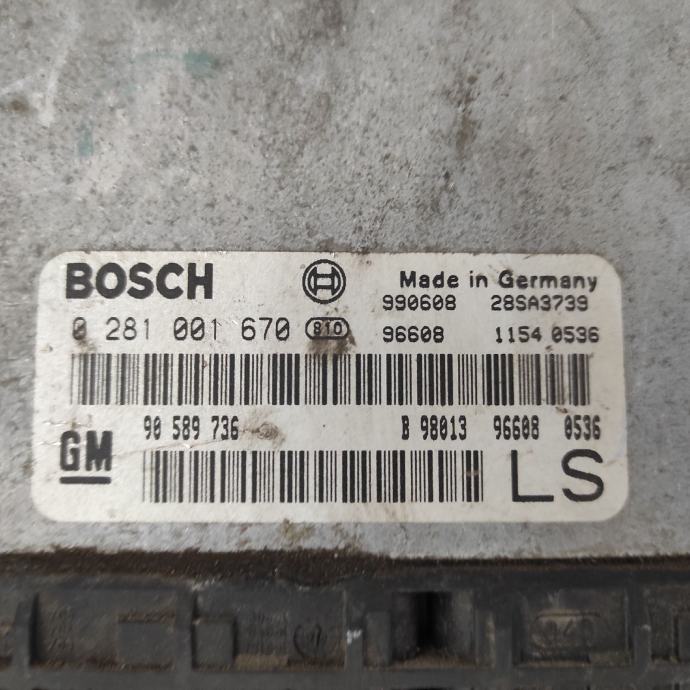 BOSCH Made in Germany
990608 28SA3739
0 281 001 670 810 96608 1154 0536
90 589 736 B 98013 96608 0536
GM LS